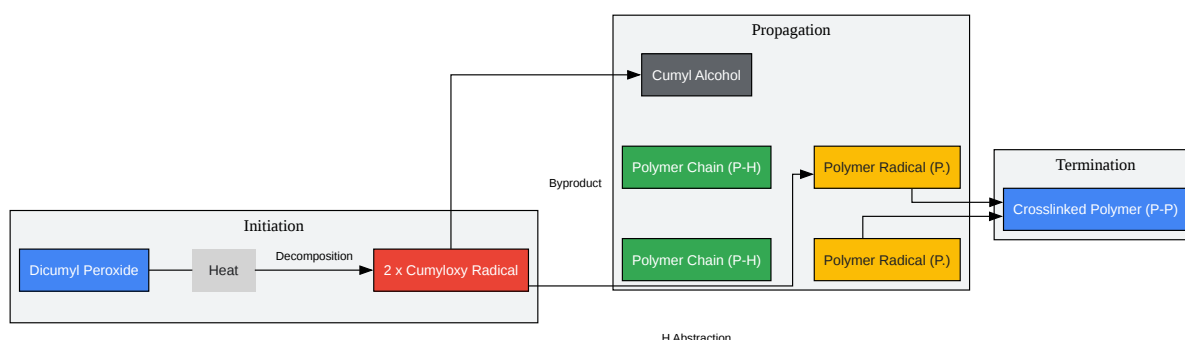 Propagation
Cumyl Alcohol
Polymer Chain (P-H)
Polymer Radical (P.)
Termination
Crosslinked Polymer (P-P)
Byproduct
Initiation
Dicumyl Peroxide
Heat
Decomposition
2 x Cumyloxy Radical
Polymer Chain (P-H)
Polymer Radical (P.)
H Abstraction